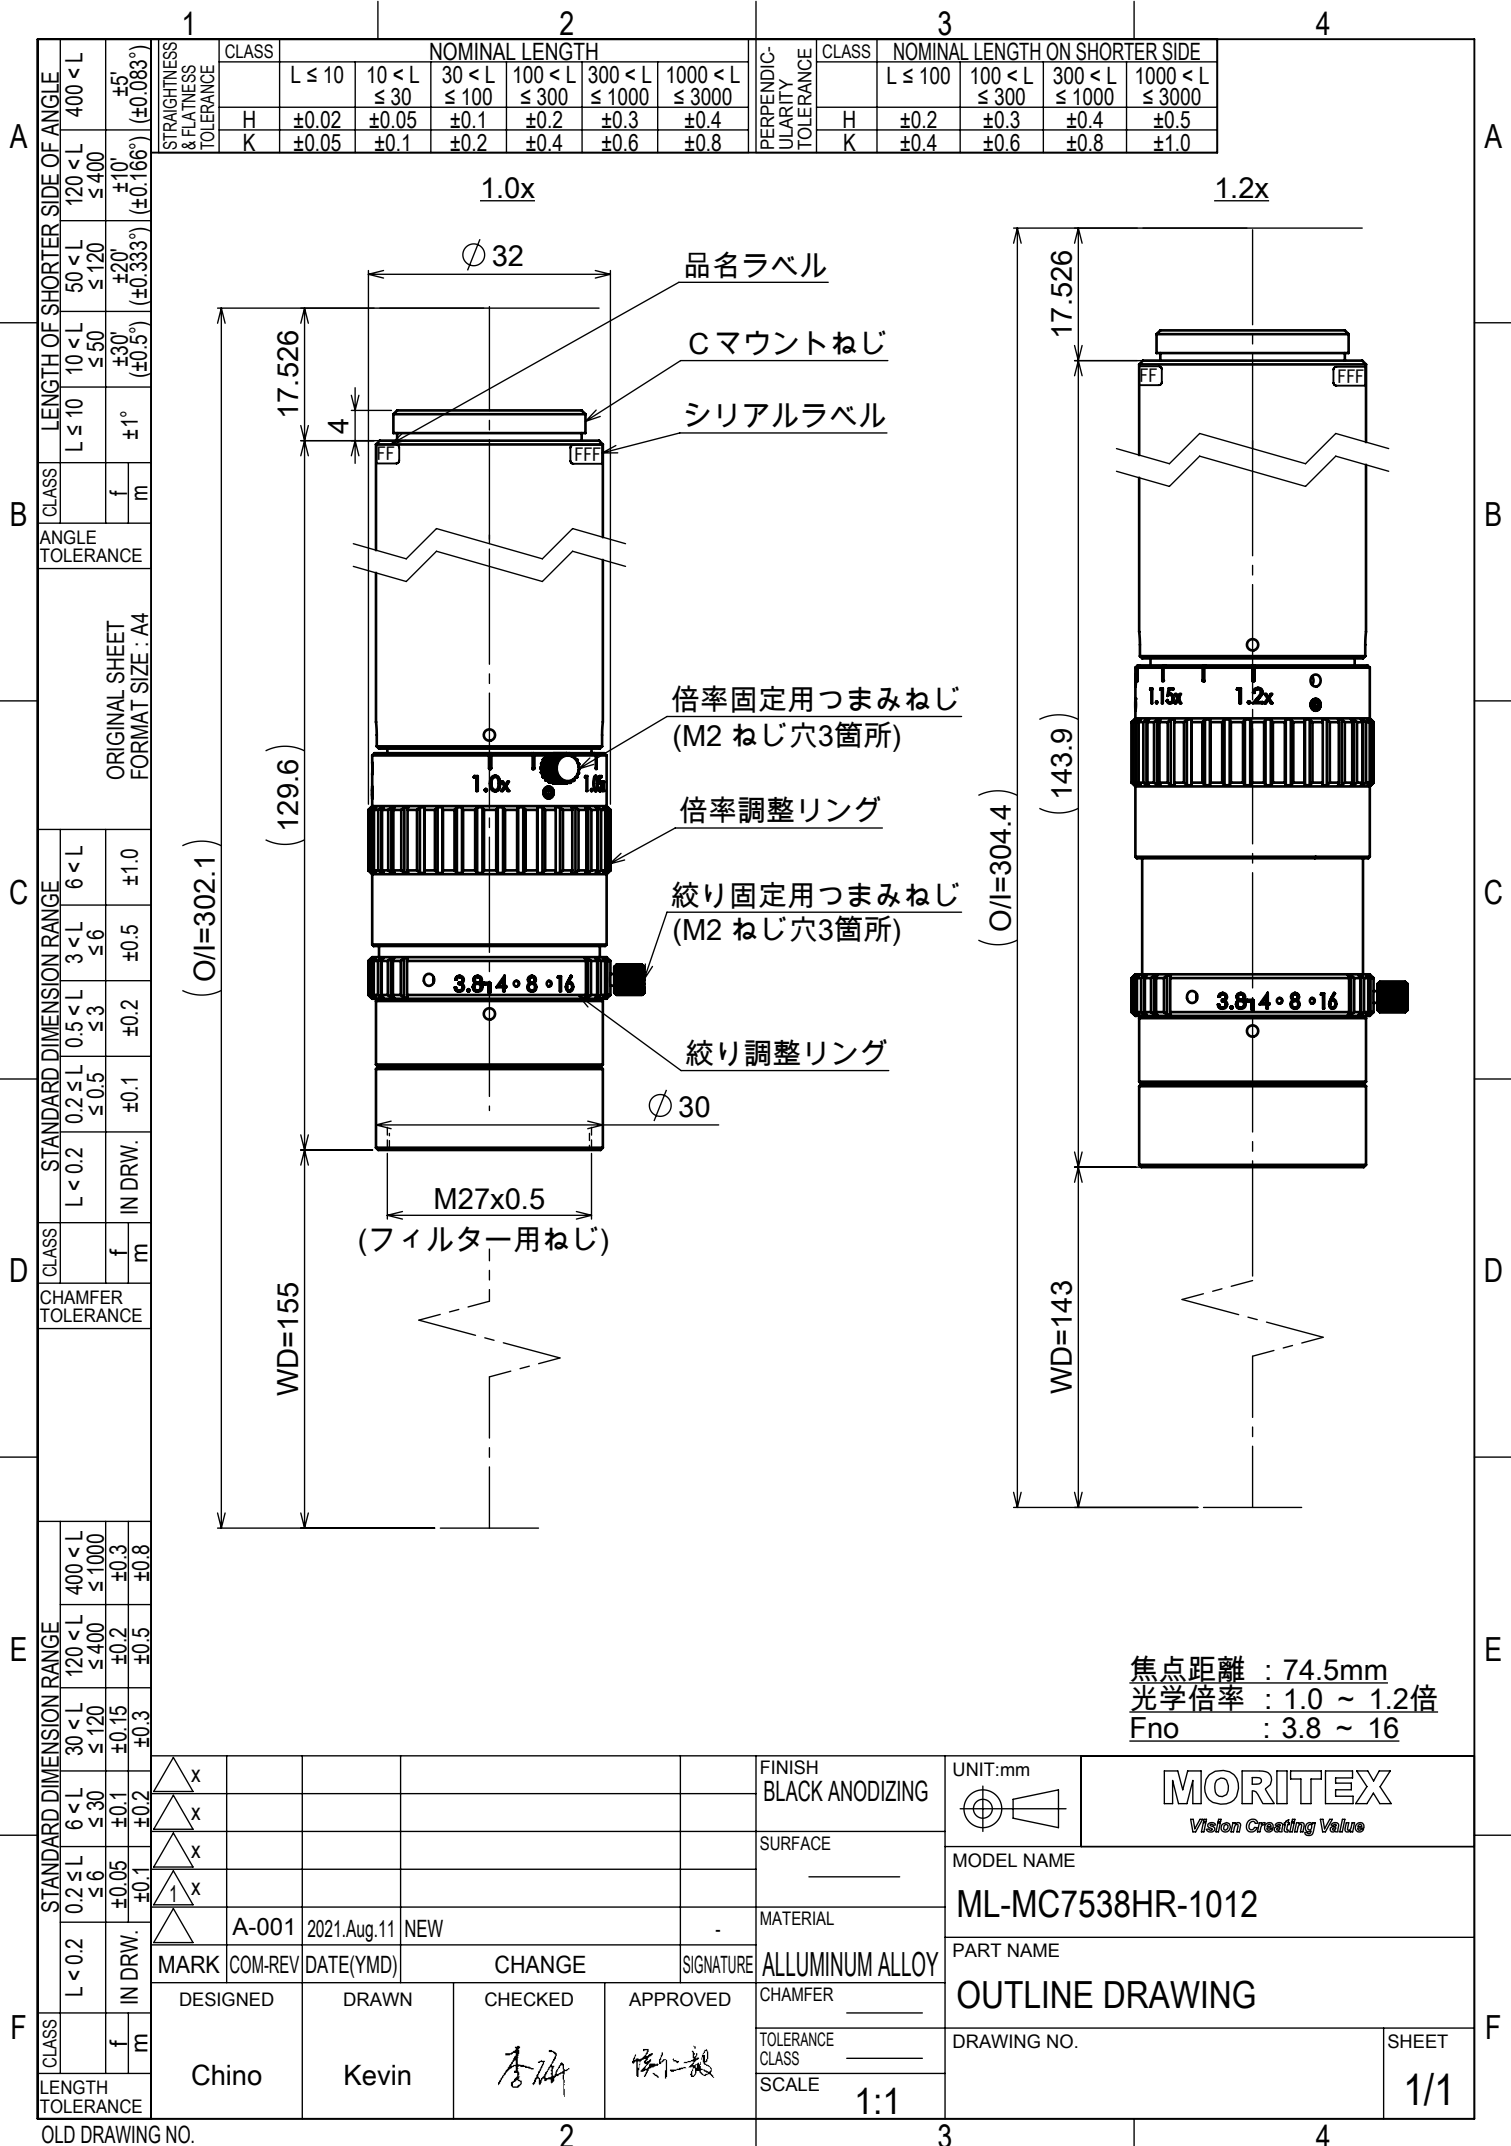 1 2 3 4
A
B
C
D
E
F
A
B
C
D
E
F
STRAIGHTNESS & FLATNESS TOLERANCE
CLASS NOMINAL LENGTH
L ≤ 10 10 < L ≤ 30 30 < L ≤ 100 100 < L ≤ 300 300 < L ≤ 1000 1000 < L ≤ 3000
H ±0.02 ±0.05 ±0.1 ±0.2 ±0.3 ±0.4
K ±0.05 ±0.1 ±0.2 ±0.4 ±0.6 ±0.8
PERPENDIC-ULARITY TOLERANCE
CLASS NOMINAL LENGTH ON SHORTER SIDE
L ≤ 100 100 < L ≤ 300 300 < L ≤ 1000 1000 < L ≤ 3000
H ±0.2 ±0.3 ±0.4 ±0.5
K ±0.4 ±0.6 ±0.8 ±1.0
ANGLE TOLERANCE
CLASS LENGTH OF SHORTER SIDE OF ANGLE
L ≤ 10 10 < L ≤ 50 50 < L ≤ 120 120 < L ≤ 400 400 < L
f
m
±1° ±30' (±0.5°) ±20' (±0.333°) ±10' (±0.166°) ±5' (±0.083°)
ORIGINAL SHEET
FORMAT SIZE : A4
CHAMFER TOLERANCE
CLASS STANDARD DIMENSION RANGE
L < 0.2 0.2 ≤ L ≤ 0.5 0.5 < L ≤ 3 3 < L ≤ 6 6 < L
f
m
IN DRW. ±0.1 ±0.2 ±0.5 ±1.0
LENGTH TOLERANCE
CLASS STANDARD DIMENSION RANGE
L < 0.2 0.2 ≤ L ≤ 6 6 < L ≤ 30 30 < L ≤ 120 120 < L ≤ 400 400 < L ≤ 1000
f ±0.05 ±0.1 ±0.15 ±0.2 ±0.3
m ±0.1 ±0.2 ±0.3 ±0.5 ±0.8
IN DRW.
OLD DRAWING NO.
1.0x
∅ 32
17.526
4
品名ラベル
Cマウントねじ
シリアルラベル
FF FFF
(129.6)
(O/I=302.1)
倍率固定用つまみねじ
(M2 ねじ穴3箇所)
1.0x 1.05x
倍率調整リング
絞り固定用つまみねじ
(M2 ねじ穴3箇所)
3.8 4 • 8 • 16
絞り調整リング
∅ 30
M27x0.5
(フィルター用ねじ)
WD=155
1.2x
17.526
FF FFF
1.15x 1.2x
(143.9)
(O/I=304.4)
3.8 4 • 8 • 16
WD=143
焦点距離 : 74.5mm
光学倍率 : 1.0 ~ 1.2倍
Fno : 3.8 ~ 16
x
x
x
1 x
A-001 2021.Aug.11 NEW -
MARK COM-REV DATE(YMD) CHANGE SIGNATURE
DESIGNED DRAWN CHECKED APPROVED
Chino Kevin
FINISH
BLACK ANODIZING
SURFACE
MATERIAL
ALLUMINUM ALLOY
CHAMFER
TOLERANCE CLASS
SCALE
1:1
UNIT:mm
MORITEX
Vision Creating Value
MODEL NAME
ML-MC7538HR-1012
PART NAME
OUTLINE DRAWING
DRAWING NO.
SHEET
1/1
2 3 4